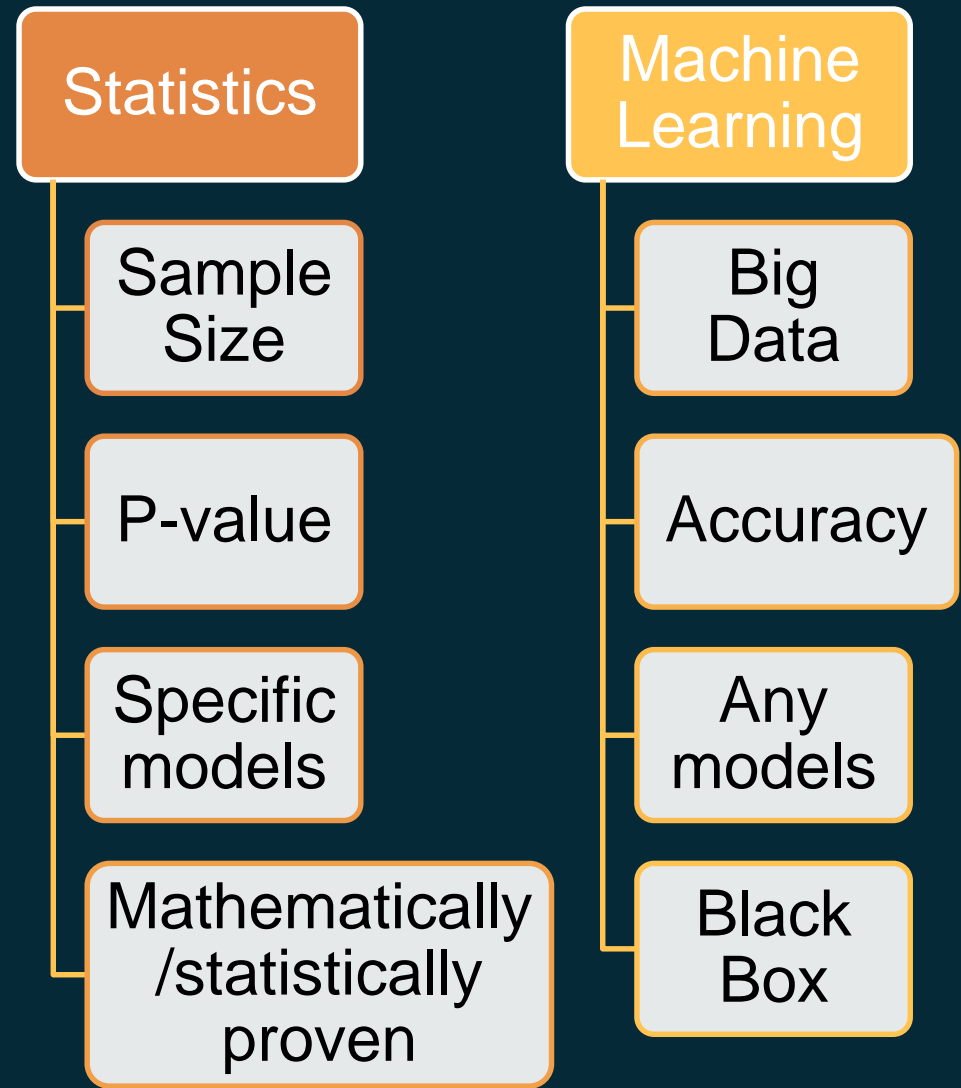 Statistics
Sample
Size
P-value
Specific
models
Mathematically
/statistically
proven
Machine
Learning
Big
Data
Accuracy
Any
models
Black
Box